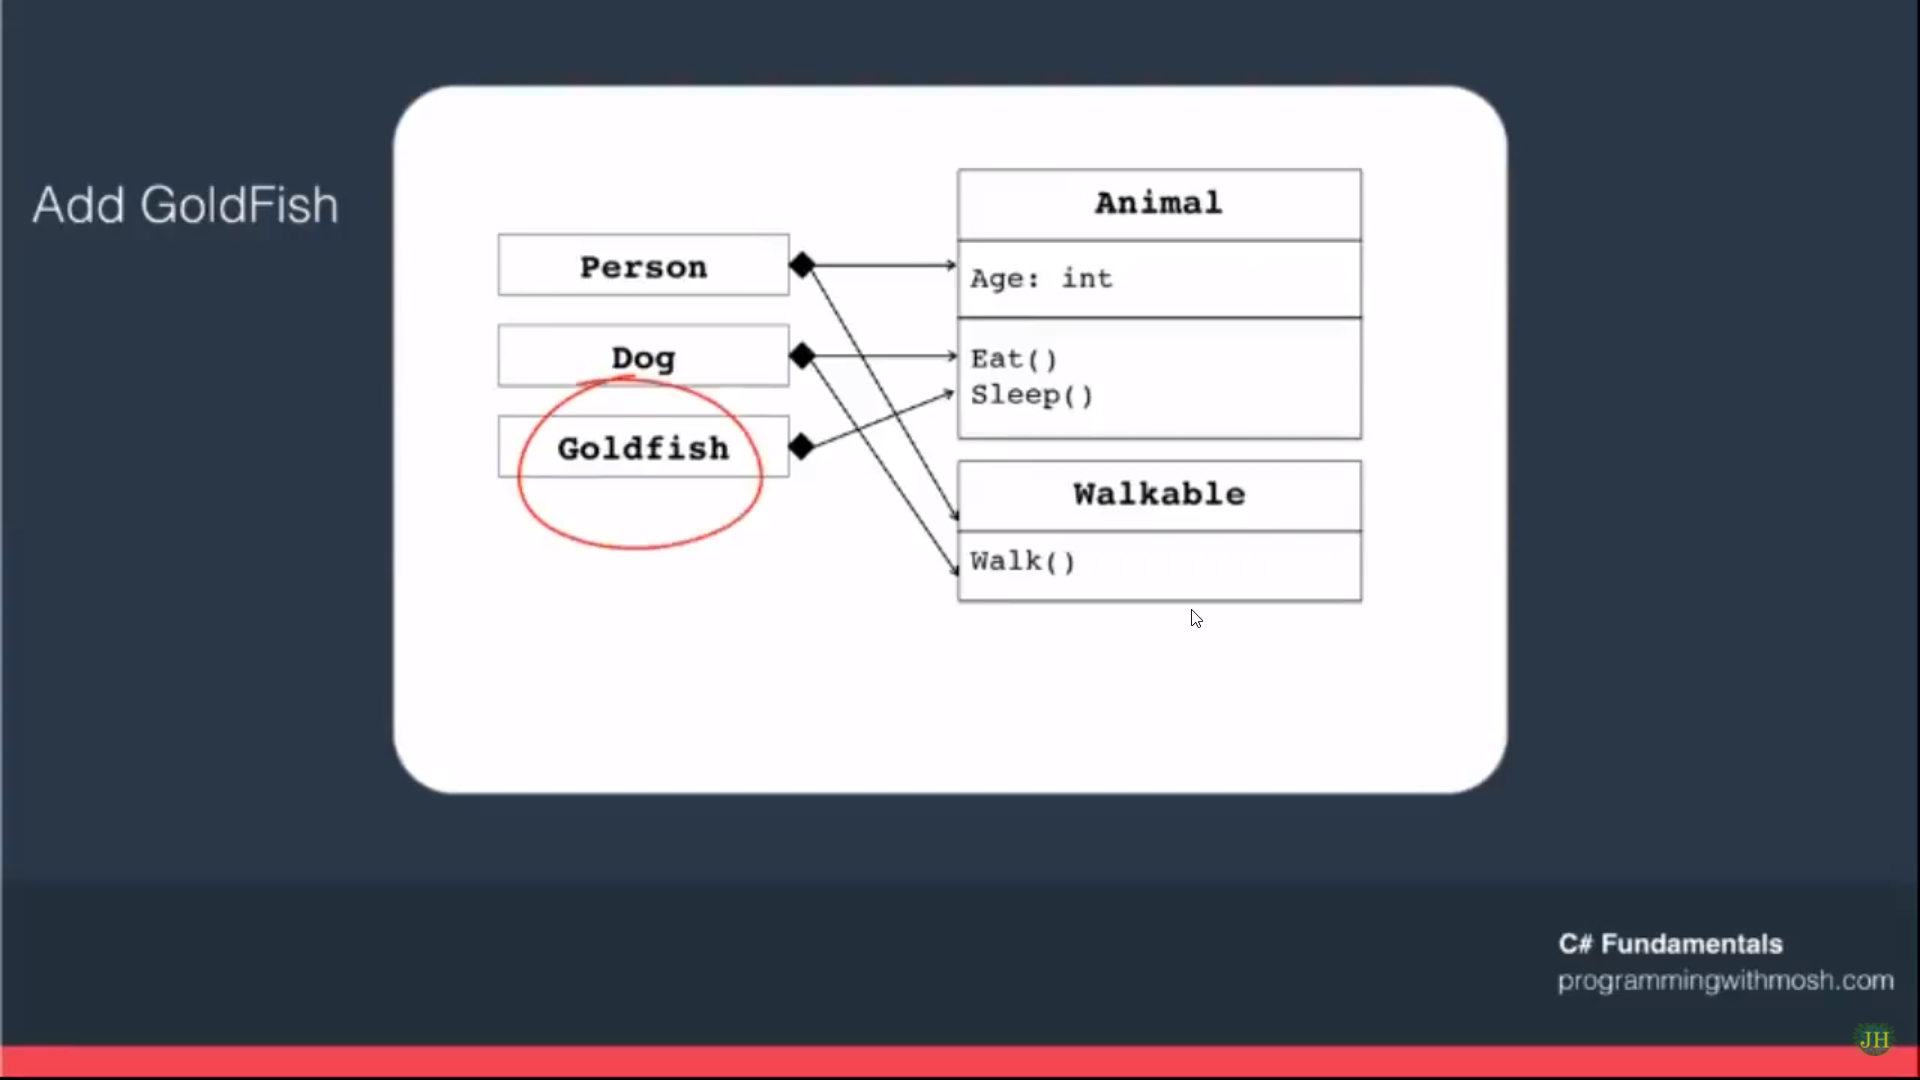 Add GoldFish
Person
Dog
Goldfish
Animal
Age: int
Eat()
Sleep()
Walkable
Walk()
C# Fundamentals
programmingwithmosh.com
JH